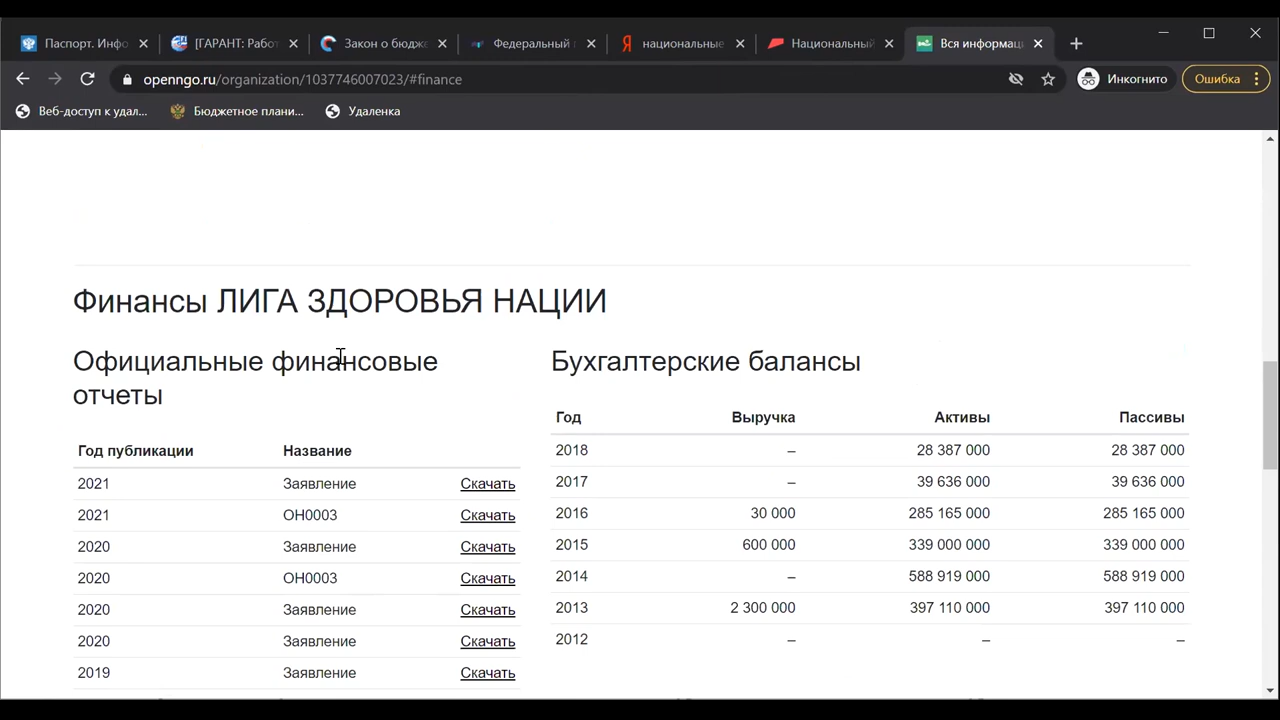 Паспорт. Инфо
[ГАРАНТ: Рабо
Закон о бюдже
Федеральный
национальные
Национальный
Вся информац
openngo.ru/organization/1037746007023/#finance
Инкогнито
Ошибка
Веб-доступ к удал...
Бюджетное плани...
Удаленка
Финансы ЛИГА ЗДОРОВЬЯ НАЦИИ
Официальные финансовые
отчеты
Год публикации Название
2021 Заявление Скачать
2021 ОН0003 Скачать
2020 Заявление Скачать
2020 ОН0003 Скачать
2020 Заявление Скачать
2020 Заявление Скачать
2019 Заявление Скачать
Бухгалтерские балансы
Год Выручка Активы Пассивы
2018 – 28 387 000 28 387 000
2017 – 39 636 000 39 636 000
2016 30 000 285 165 000 285 165 000
2015 600 000 339 000 000 339 000 000
2014 – 588 919 000 588 919 000
2013 2 300 000 397 110 000 397 110 000
2012 – – –